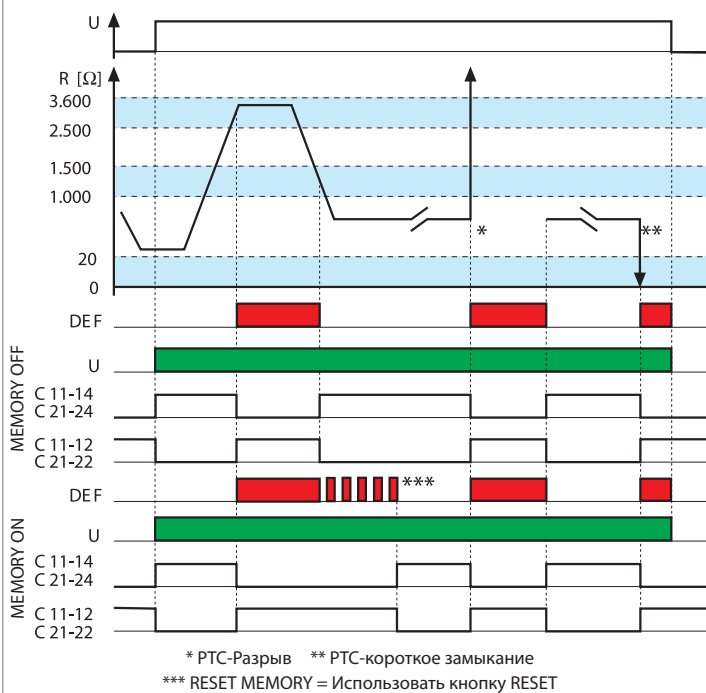 U
R [Ω]
3.600
2.500
1.500
1.000
*
**
20
0
DEF
U
MEMORY OFF
C 11-14
C 21-24
C 11-12
C 21-22
DEF
***
U
MEMORY ON
C 11-14
C 21-24
C 11-12
C 21-22
* PTC-Разрыв ** PTC-короткое замыкание
*** RESET MEMORY = Использовать кнопку RESET